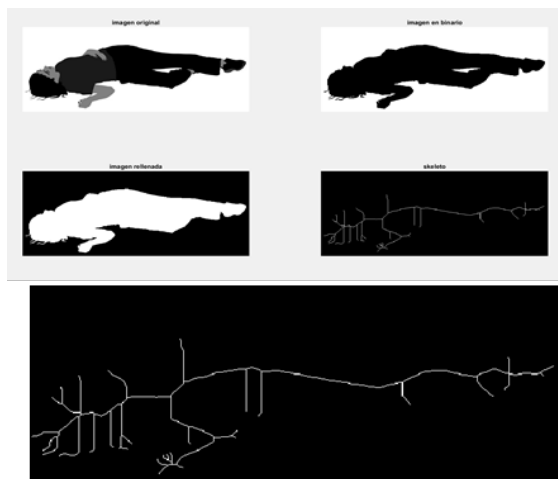 imagen original
imagen en binario
imagen rellenada
skeleto